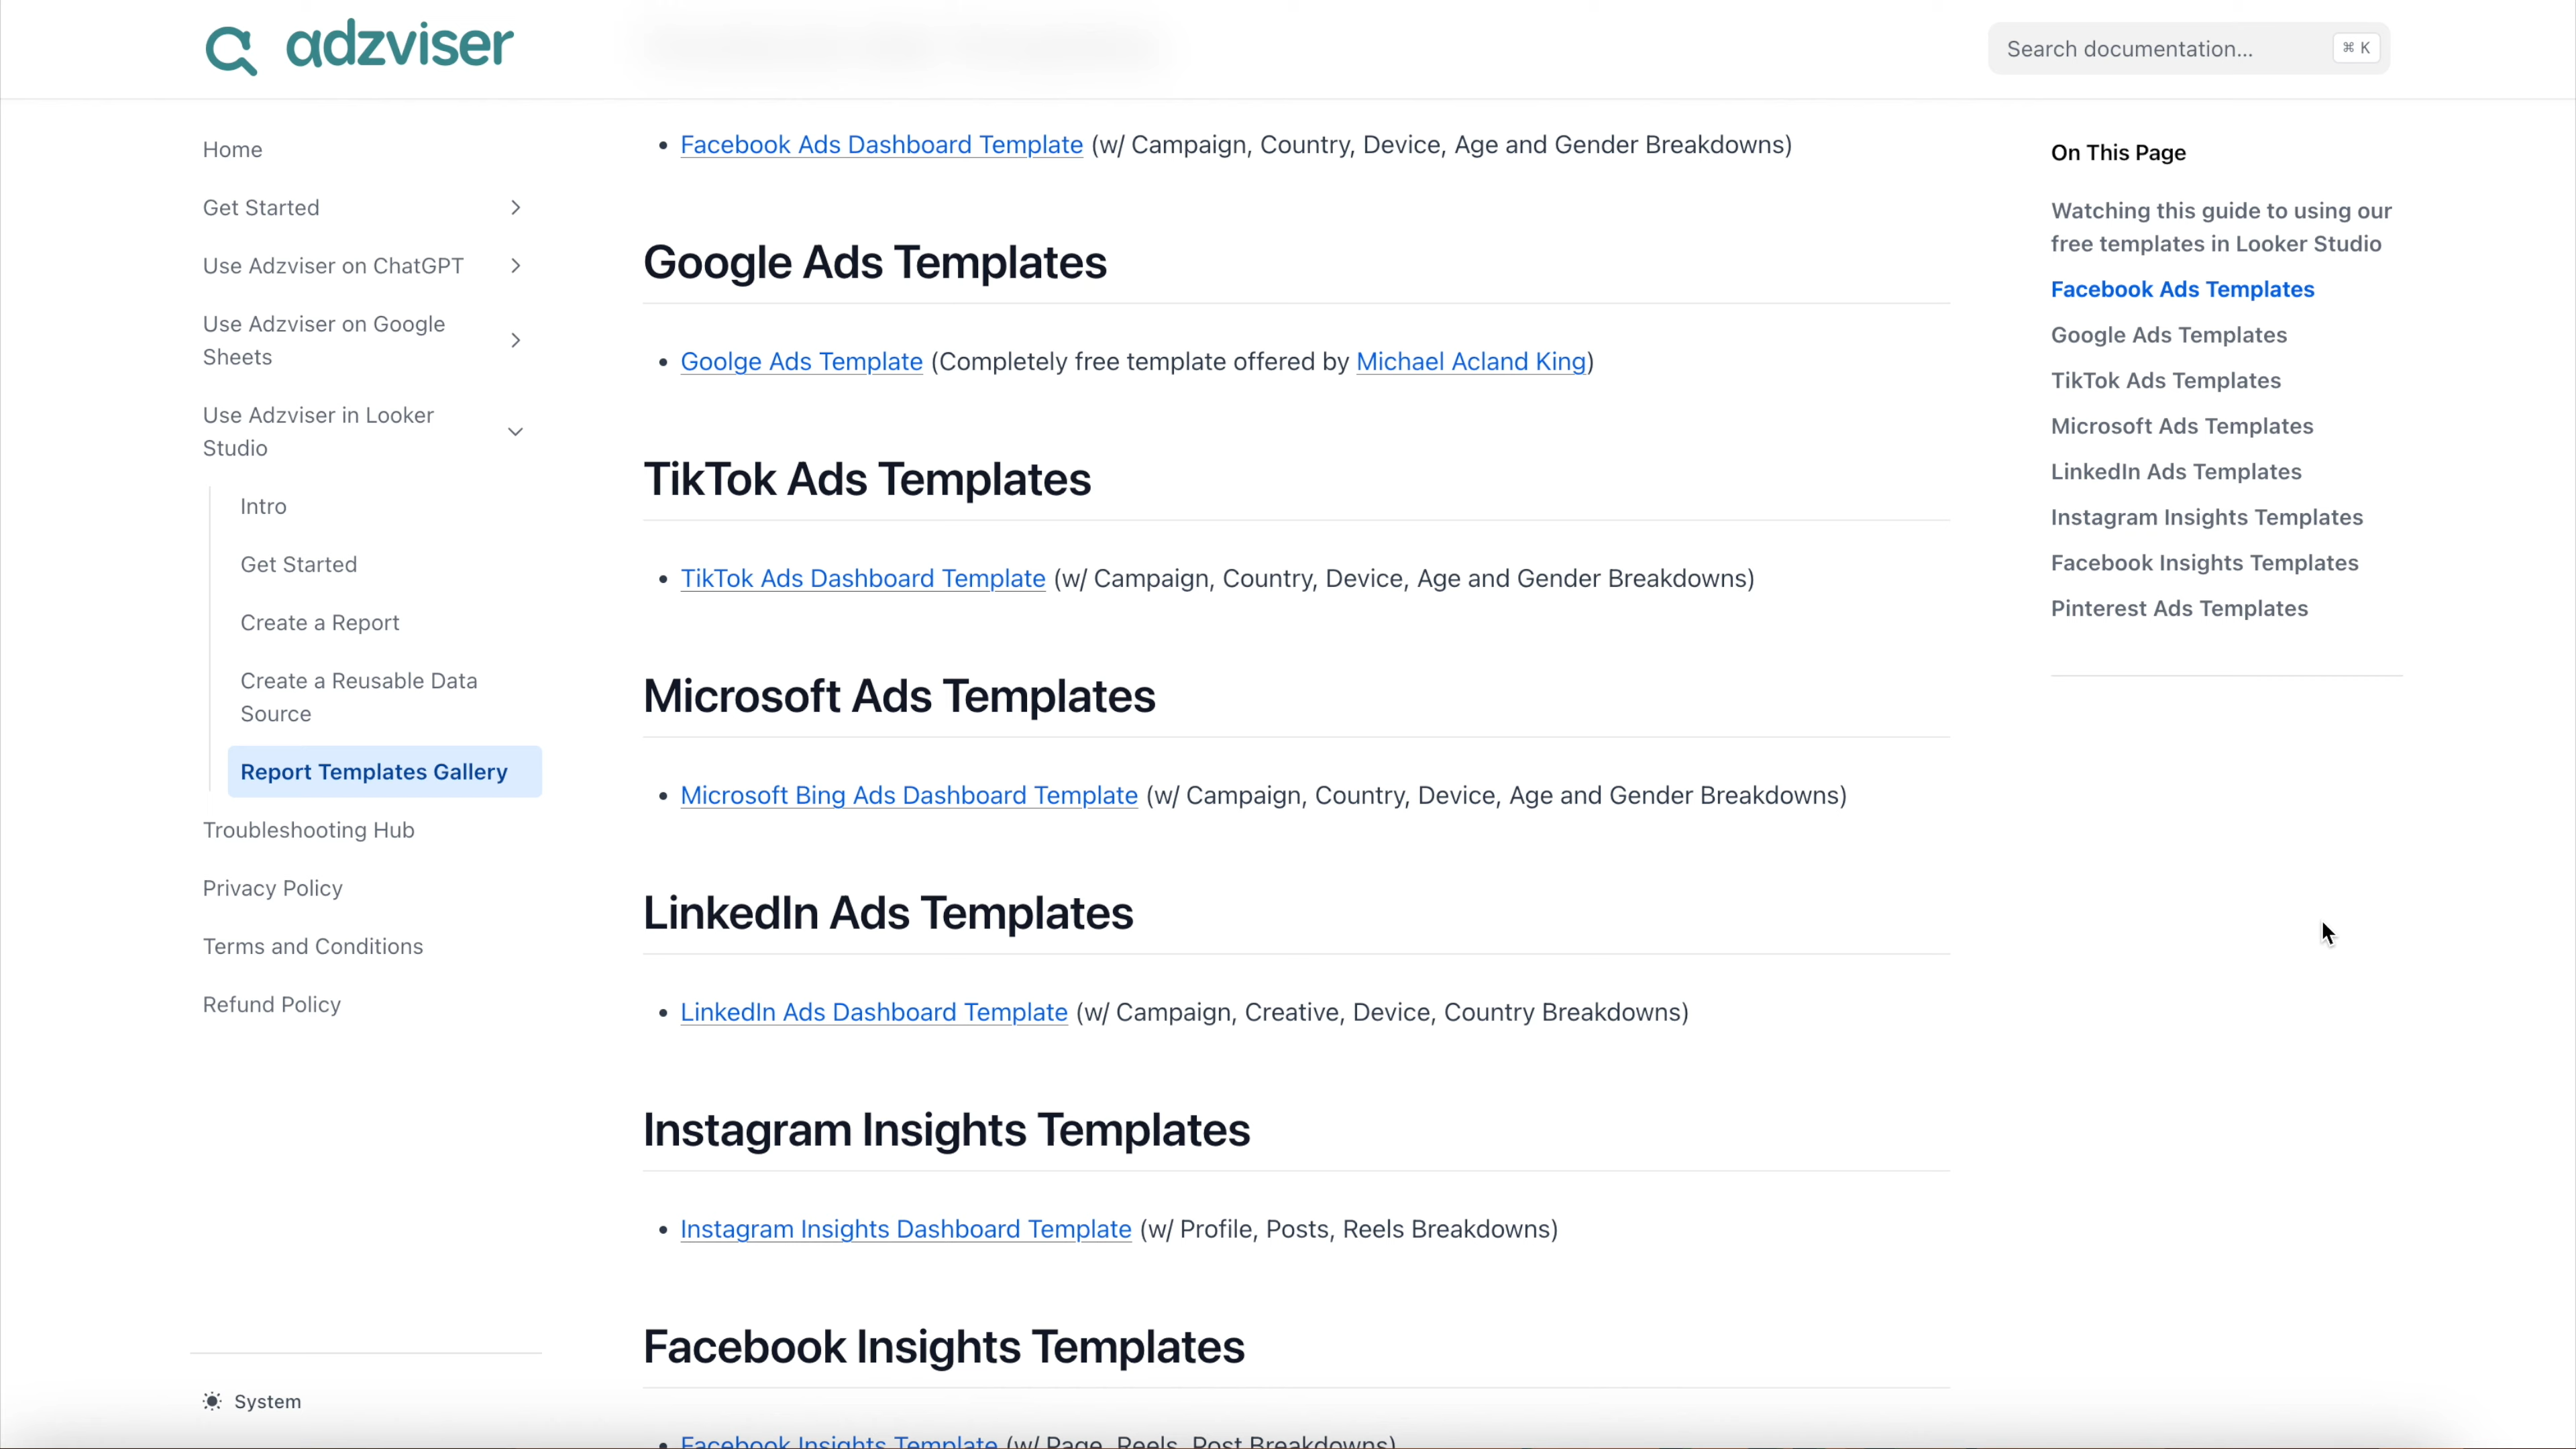 adzviser
Search documentation...
⌘ K
Home
Get Started
Use Adzviser on ChatGPT
Use Adzviser on Google
Sheets
Use Adzviser in Looker
Studio
Intro
Get Started
Create a Report
Create a Reusable Data
Source
Report Templates Gallery
Troubleshooting Hub
Privacy Policy
Terms and Conditions
Refund Policy
System
• Facebook Ads Dashboard Template (w/ Campaign, Country, Device, Age and Gender Breakdowns)
Google Ads Templates
• Goolge Ads Template (Completely free template offered by Michael Acland King)
TikTok Ads Templates
• TikTok Ads Dashboard Template (w/ Campaign, Country, Device, Age and Gender Breakdowns)
Microsoft Ads Templates
• Microsoft Bing Ads Dashboard Template (w/ Campaign, Country, Device, Age and Gender Breakdowns)
LinkedIn Ads Templates
• LinkedIn Ads Dashboard Template (w/ Campaign, Creative, Device, Country Breakdowns)
Instagram Insights Templates
• Instagram Insights Dashboard Template (w/ Profile, Posts, Reels Breakdowns)
Facebook Insights Templates
• Facebook Insights Template (w/ Page, Reels, Post Breakdowns)
On This Page
Watching this guide to using our
free templates in Looker Studio
Facebook Ads Templates
Google Ads Templates
TikTok Ads Templates
Microsoft Ads Templates
LinkedIn Ads Templates
Instagram Insights Templates
Facebook Insights Templates
Pinterest Ads Templates